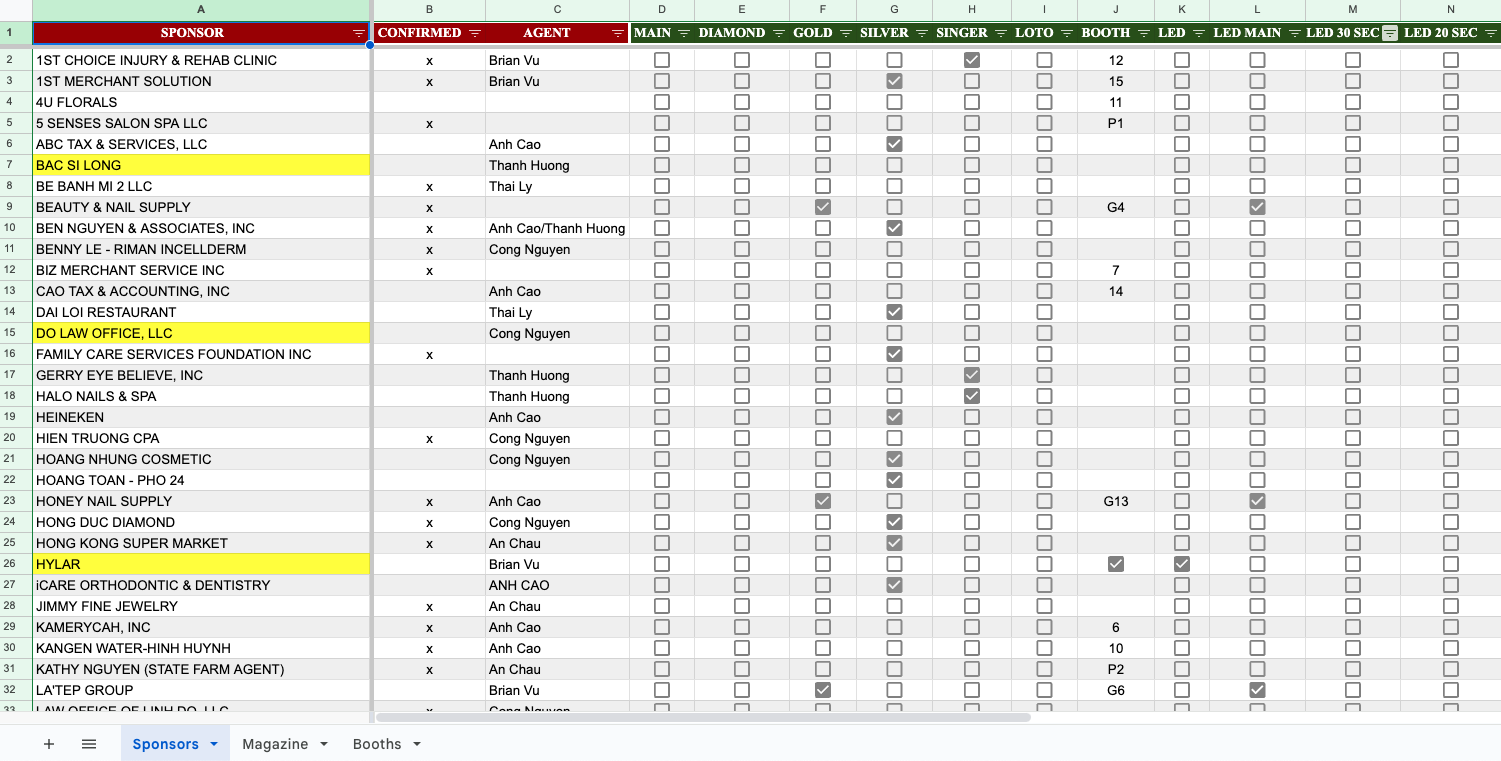 A B C D E F G H I J K L M N
1 SPONSOR CONFIRMED AGENT MAIN DIAMOND GOLD SILVER SINGER LOTO BOOTH LED LED MAIN LED 30 SEC LED 20 SEC
2 1ST CHOICE INJURY & REHAB CLINIC x Brian Vu 12
3 1ST MERCHANT SOLUTION x Brian Vu 15
4 4U FLORALS 11
5 5 SENSES SALON SPA LLC x P1
6 ABC TAX & SERVICES, LLC Anh Cao
7 BAC SI LONG Thanh Huong
8 BE BANH MI 2 LLC x Thai Ly
9 BEAUTY & NAIL SUPPLY x G4
10 BEN NGUYEN & ASSOCIATES, INC x Anh Cao/Thanh Huong
11 BENNY LE - RIMAN INCELLDERM x Cong Nguyen
12 BIZ MERCHANT SERVICE INC x 7
13 CAO TAX & ACCOUNTING, INC Anh Cao 14
14 DAI LOI RESTAURANT Thai Ly
15 DO LAW OFFICE, LLC Cong Nguyen
16 FAMILY CARE SERVICES FOUNDATION INC x
17 GERRY EYE BELIEVE, INC Thanh Huong
18 HALO NAILS & SPA Thanh Huong
19 HEINEKEN Anh Cao
20 HIEN TRUONG CPA x Cong Nguyen
21 HOANG NHUNG COSMETIC Cong Nguyen
22 HOANG TOAN - PHO 24
23 HONEY NAIL SUPPLY x Anh Cao G13
24 HONG DUC DIAMOND x Cong Nguyen
25 HONG KONG SUPER MARKET x An Chau
26 HYLAR Brian Vu
27 iCARE ORTHODONTIC & DENTISTRY ANH CAO
28 JIMMY FINE JEWELRY x An Chau
29 KAMERYCAH, INC x Anh Cao 6
30 KANGEN WATER-HINH HUYNH x Anh Cao 10
31 KATHY NGUYEN (STATE FARM AGENT) x An Chau P2
32 LA'TEP GROUP Brian Vu G6
33 LAW OFFICE OF LINH DO, LLC x Cong Nguyen
Sponsors Magazine Booths